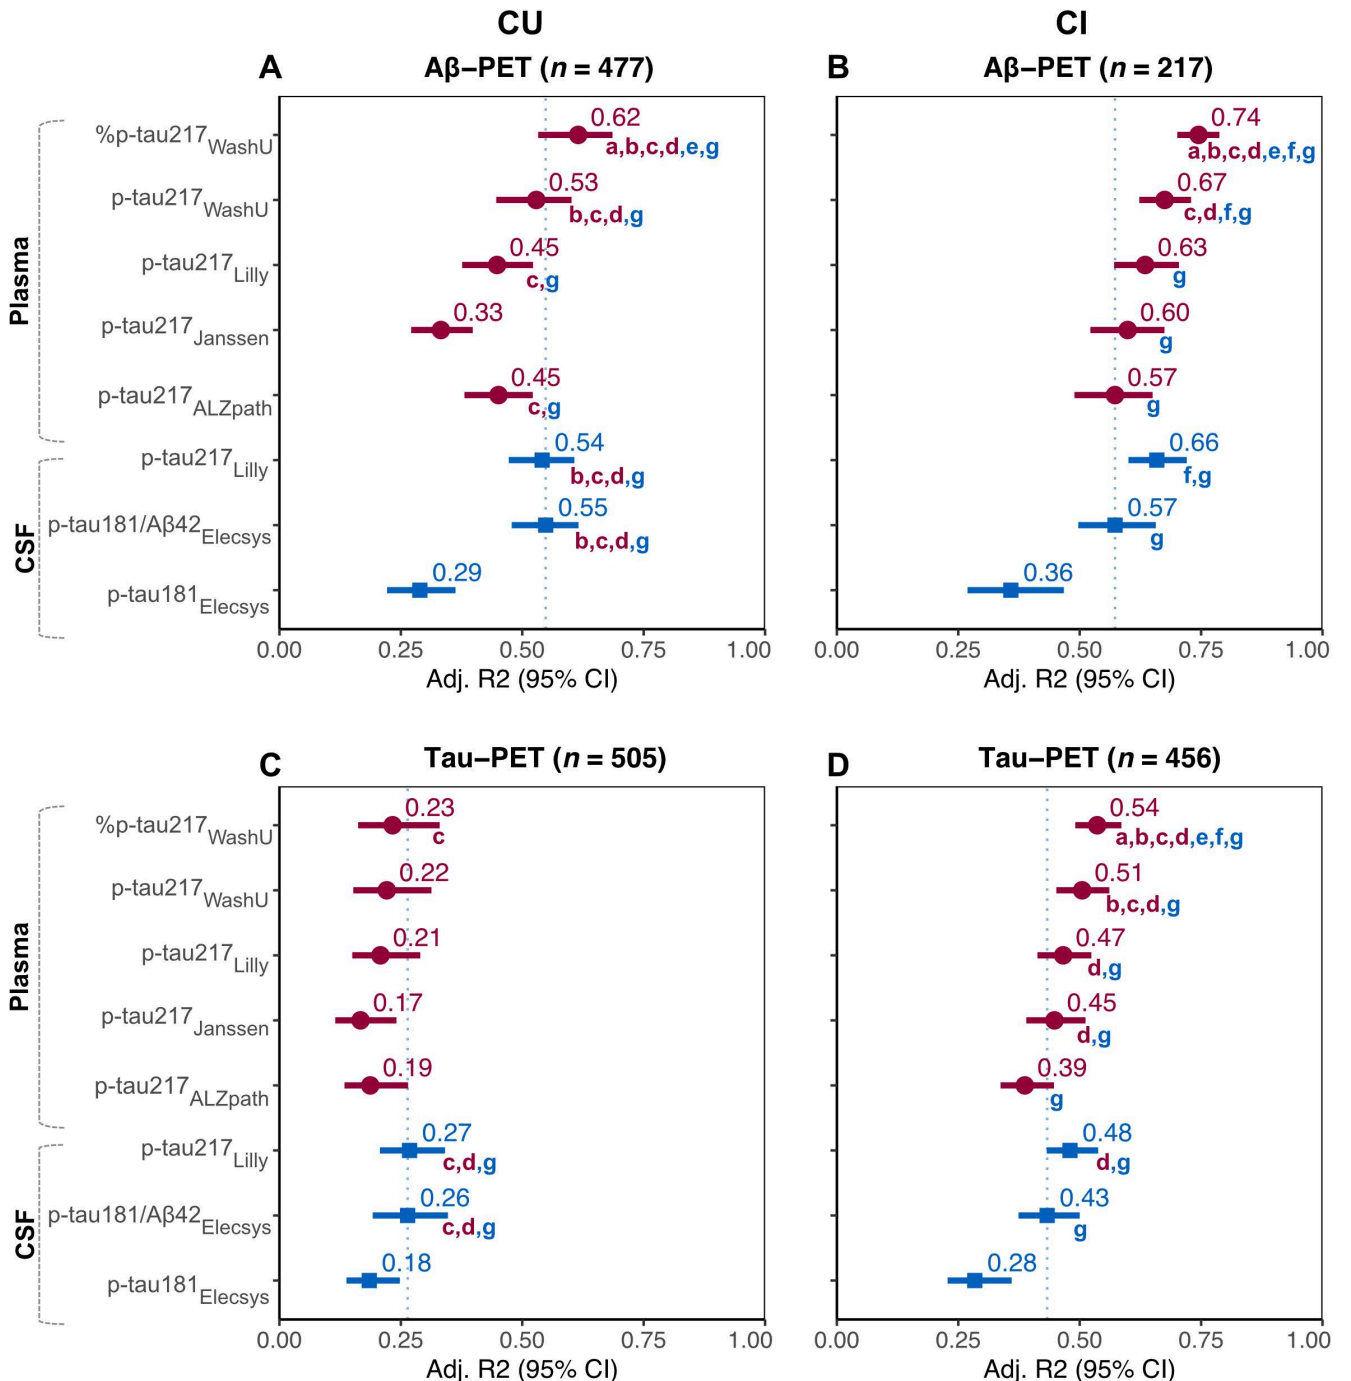 CU
CI
A
Aβ–PET (n = 477)
B
Aβ–PET (n = 217)
Plasma
CSF
%p-tau217WashU
p-tau217WashU
p-tau217Lilly
p-tau217Janssen
p-tau217ALZpath
p-tau217Lilly
p-tau181/Aβ42Elecsys
p-tau181Elecsys
0.62
a,b,c,d,e,g
0.53
b,c,d,g
0.45
c,g
0.33
0.45
c,g
0.54
b,c,d,g
0.55
b,c,d,g
0.29
0.00 0.25 0.50 0.75 1.00
Adj. R2 (95% CI)
0.74
a,b,c,d,e,f,g
0.67
c,d,f,g
0.63
g
0.60
g
0.57
g
0.66
f,g
0.57
g
0.36
0.00 0.25 0.50 0.75 1.00
Adj. R2 (95% CI)
C
Tau–PET (n = 505)
D
Tau–PET (n = 456)
Plasma
CSF
%p-tau217WashU
p-tau217WashU
p-tau217Lilly
p-tau217Janssen
p-tau217ALZpath
p-tau217Lilly
p-tau181/Aβ42Elecsys
p-tau181Elecsys
0.23
c
0.22
0.21
0.17
0.19
0.27
c,d,g
0.26
c,d,g
0.18
0.00 0.25 0.50 0.75 1.00
Adj. R2 (95% CI)
0.54
a,b,c,d,e,f,g
0.51
b,c,d,g
0.47
d,g
0.45
d,g
0.39
g
0.48
d,g
0.43
g
0.28
0.00 0.25 0.50 0.75 1.00
Adj. R2 (95% CI)